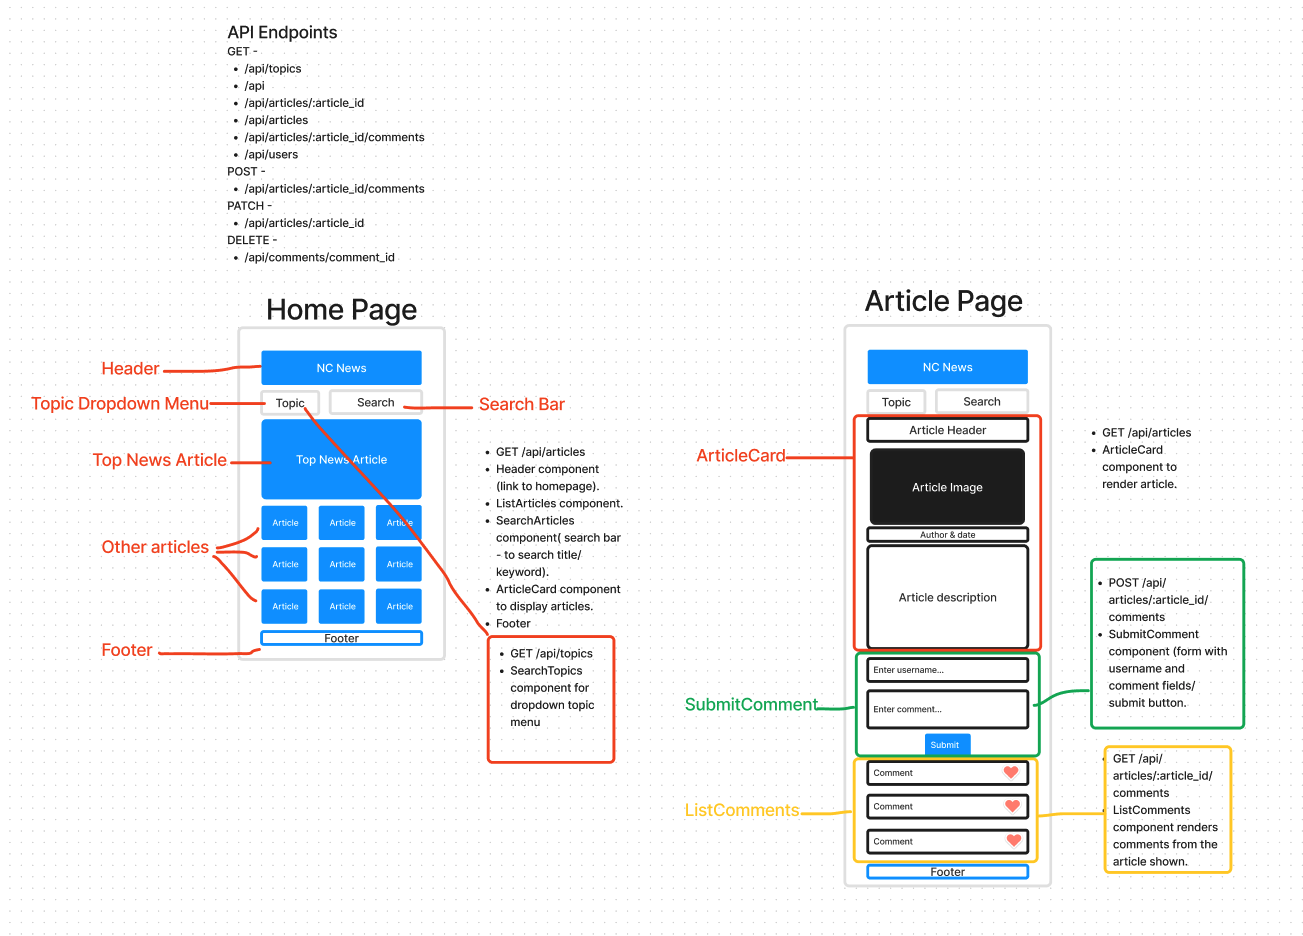 API Endpoints
GET -
• /api/topics
• /api
• /api/articles/:article_id
• /api/articles
• /api/articles/:article_id/comments
• /api/users
POST -
• /api/articles/:article_id/comments
PATCH -
• /api/articles/:article_id
DELETE -
• /api/comments/comment_id
Home Page
Header
NC News
Topic Dropdown Menu
Topic
Search
Search Bar
Top News Article
Top News Article
Other articles
Article
Article
Article
Article
Article
Article
Article
Article
Article
Footer
Footer
• GET /api/articles
• Header component
(link to homepage).
• ListArticles component.
• SearchArticles
component( search bar
- to search title/
keyword).
• ArticleCard component
to display articles.
• Footer
• GET /api/topics
• SearchTopics
component for
dropdown topic
menu
Article Page
NC News
Topic
Search
ArticleCard
Article Header
Article Image
Author & date
Article description
• GET /api/articles
• ArticleCard
component to
render article.
SubmitComment
Enter username...
Enter comment...
Submit
• POST /api/
articles/:article_id/
comments
• SubmitComment
component (form with
username and
comment fields/
submit button.
ListComments
Comment
Comment
Comment
Footer
• GET /api/
articles/:article_id/
comments
• ListComments
component renders
comments from the
article shown.